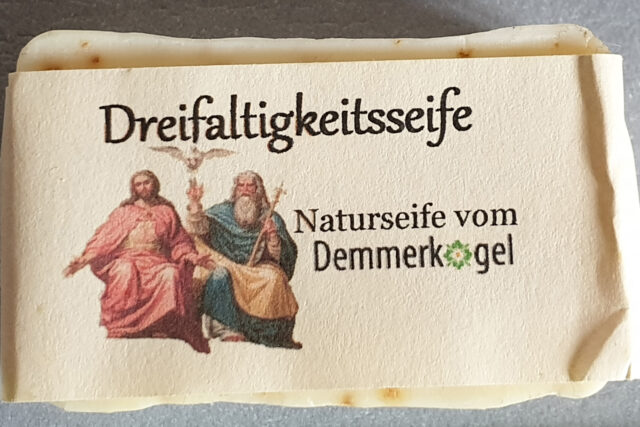 Dreifaltigkeitsseife
Naturseife vom
Demmerkogel